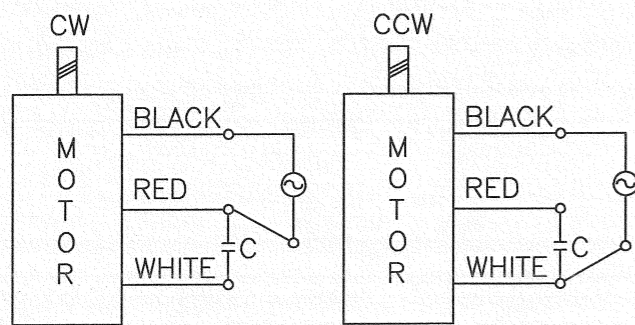 CW
MOTOR
BLACK
RED
C
WHITE
CCW
MOTOR
BLACK
RED
C
WHITE